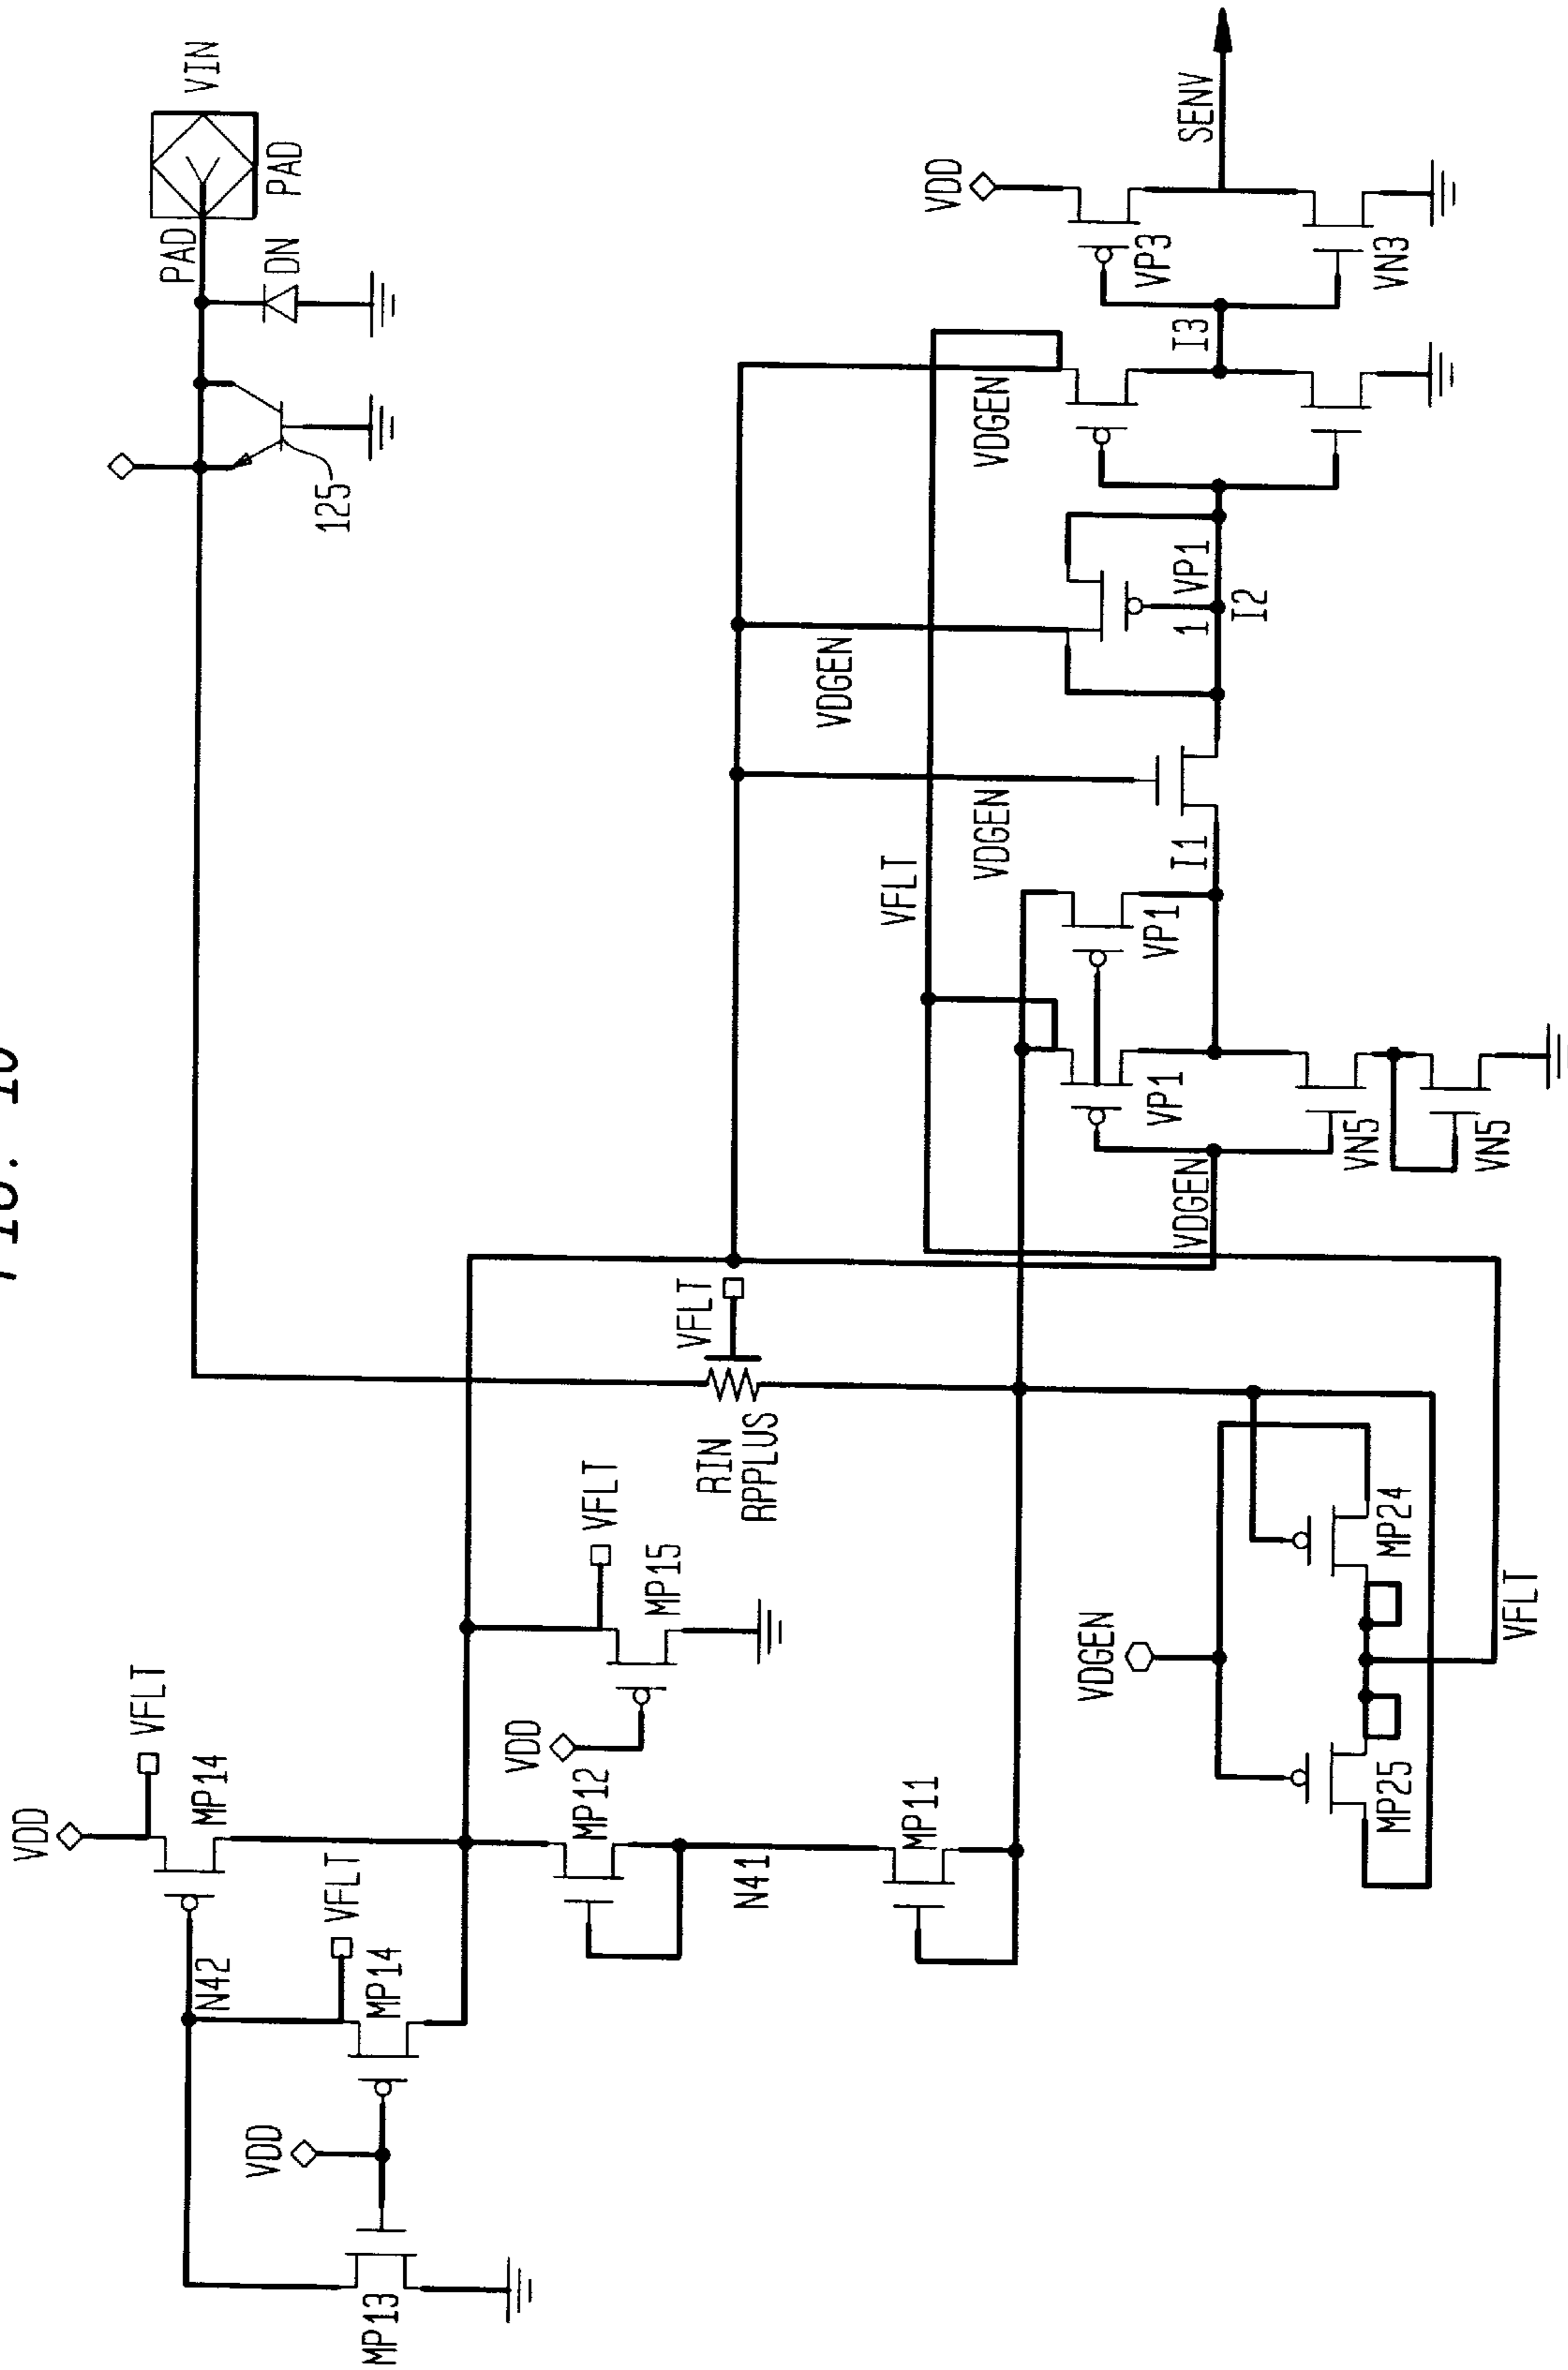 FIG. 10
VIN
PAD
PAD
DN
125
VDD
SENV
VP3
VN3
I3
VDGEN
VP1
1
I2
VDGEN
VDGEN
I1
VFLT
VP1
VP1
VN5
VN5
VDGEN
VFLT
RIN
RPPLUS
VFLT
MP15
VDD
VFLT
MP14
VDD
MP12
N41
MP11
VFLT
MP14
N42
VDD
MP13
VDGEN
MP24
MP25
VFLT